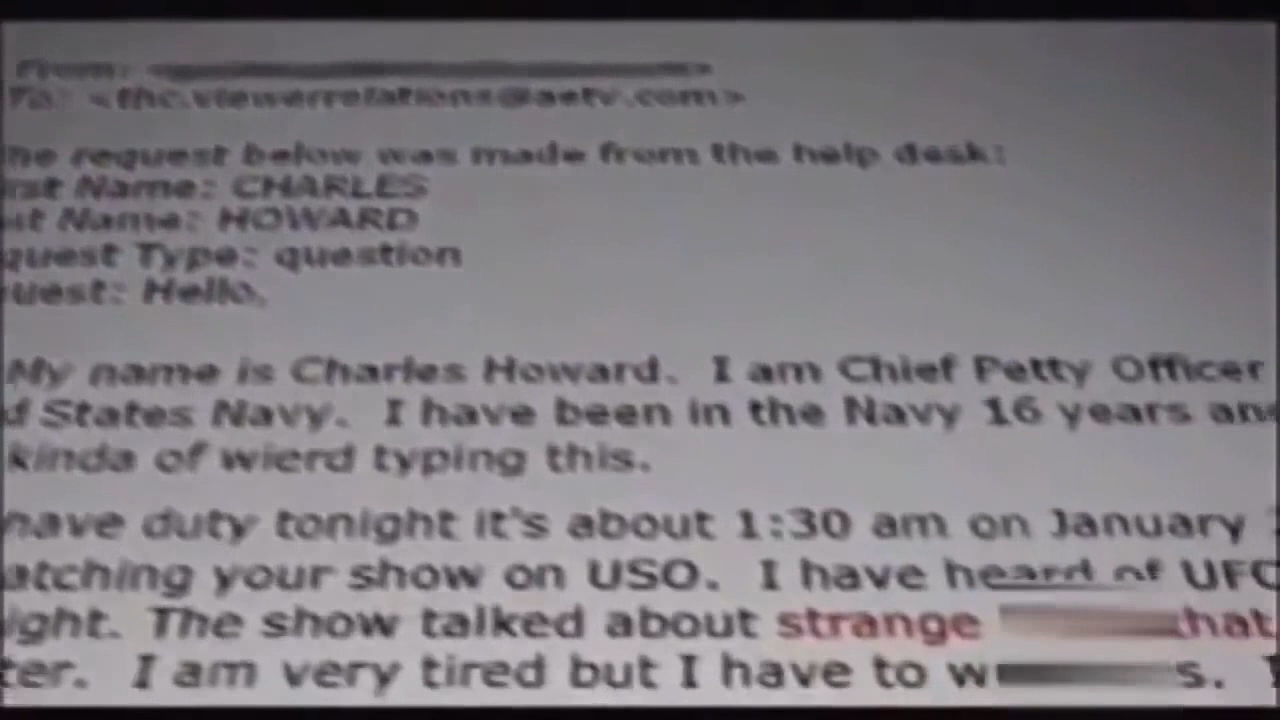 From:
To: <thc.viewerrelations@aetv.com>
he request below was made from the help desk:
rst Name: CHARLES
st Name: HOWARD
quest Type: question
uest: Hello,
My name is Charles Howard. I am Chief Petty Officer
d States Navy. I have been in the Navy 16 years and
kinda of wierd typing this.
have duty tonight it's about 1:30 am on January
atching your show on USO. I have heard of UFO
ight. The show talked about strange
ter. I am very tired but I have to